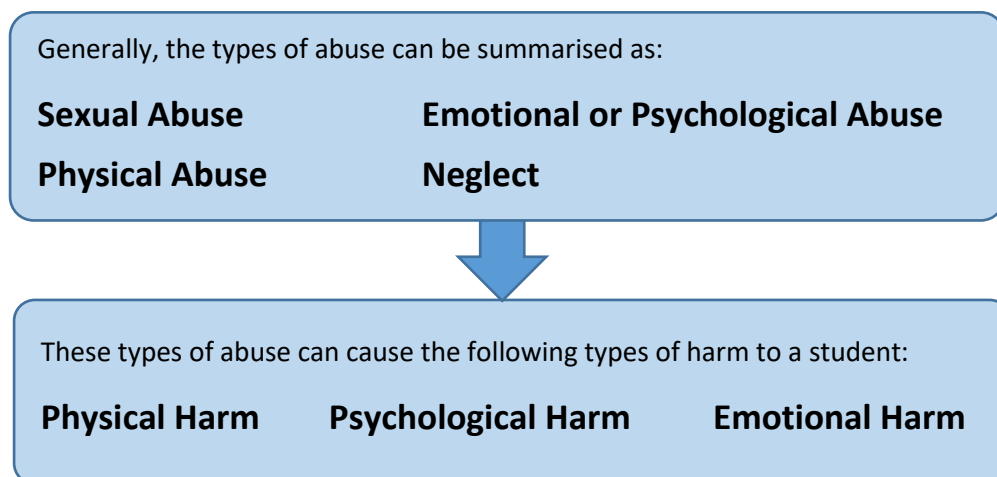 Generally, the types of abuse can be summarised as:
Sexual Abuse Emotional or Psychological Abuse
Physical Abuse Neglect
These types of abuse can cause the following types of harm to a student:
Physical Harm Psychological Harm Emotional Harm